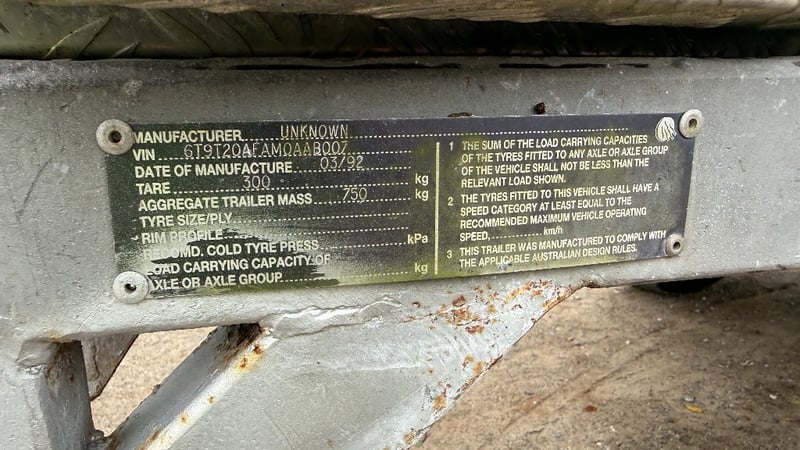 MANUFACTURER UNKNOWN
VIN 6T9T20AFAM0AAB007
DATE OF MANUFACTURE 03/92
TARE 300 kg
AGGREGATE TRAILER MASS 750 kg
TYRE SIZE/PLY
RIM PROFILE
RECOMD. COLD TYRE PRESS kPa
LOAD CARRYING CAPACITY OF
AXLE OR AXLE GROUP kg
1 THE SUM OF THE LOAD CARRYING CAPACITIES
OF THE TYRES FITTED TO ANY AXLE OR AXLE GROUP
OF THE VEHICLE SHALL NOT BE LESS THAN THE
RELEVANT LOAD SHOWN.
2 THE TYRES FITTED TO THIS VEHICLE SHALL HAVE A
SPEED CATEGORY AT LEAST EQUAL TO THE
RECOMMENDED MAXIMUM VEHICLE OPERATING
SPEED, km/h
3 THIS TRAILER WAS MANUFACTURED TO COMPLY WITH
THE APPLICABLE AUSTRALIAN DESIGN RULES.